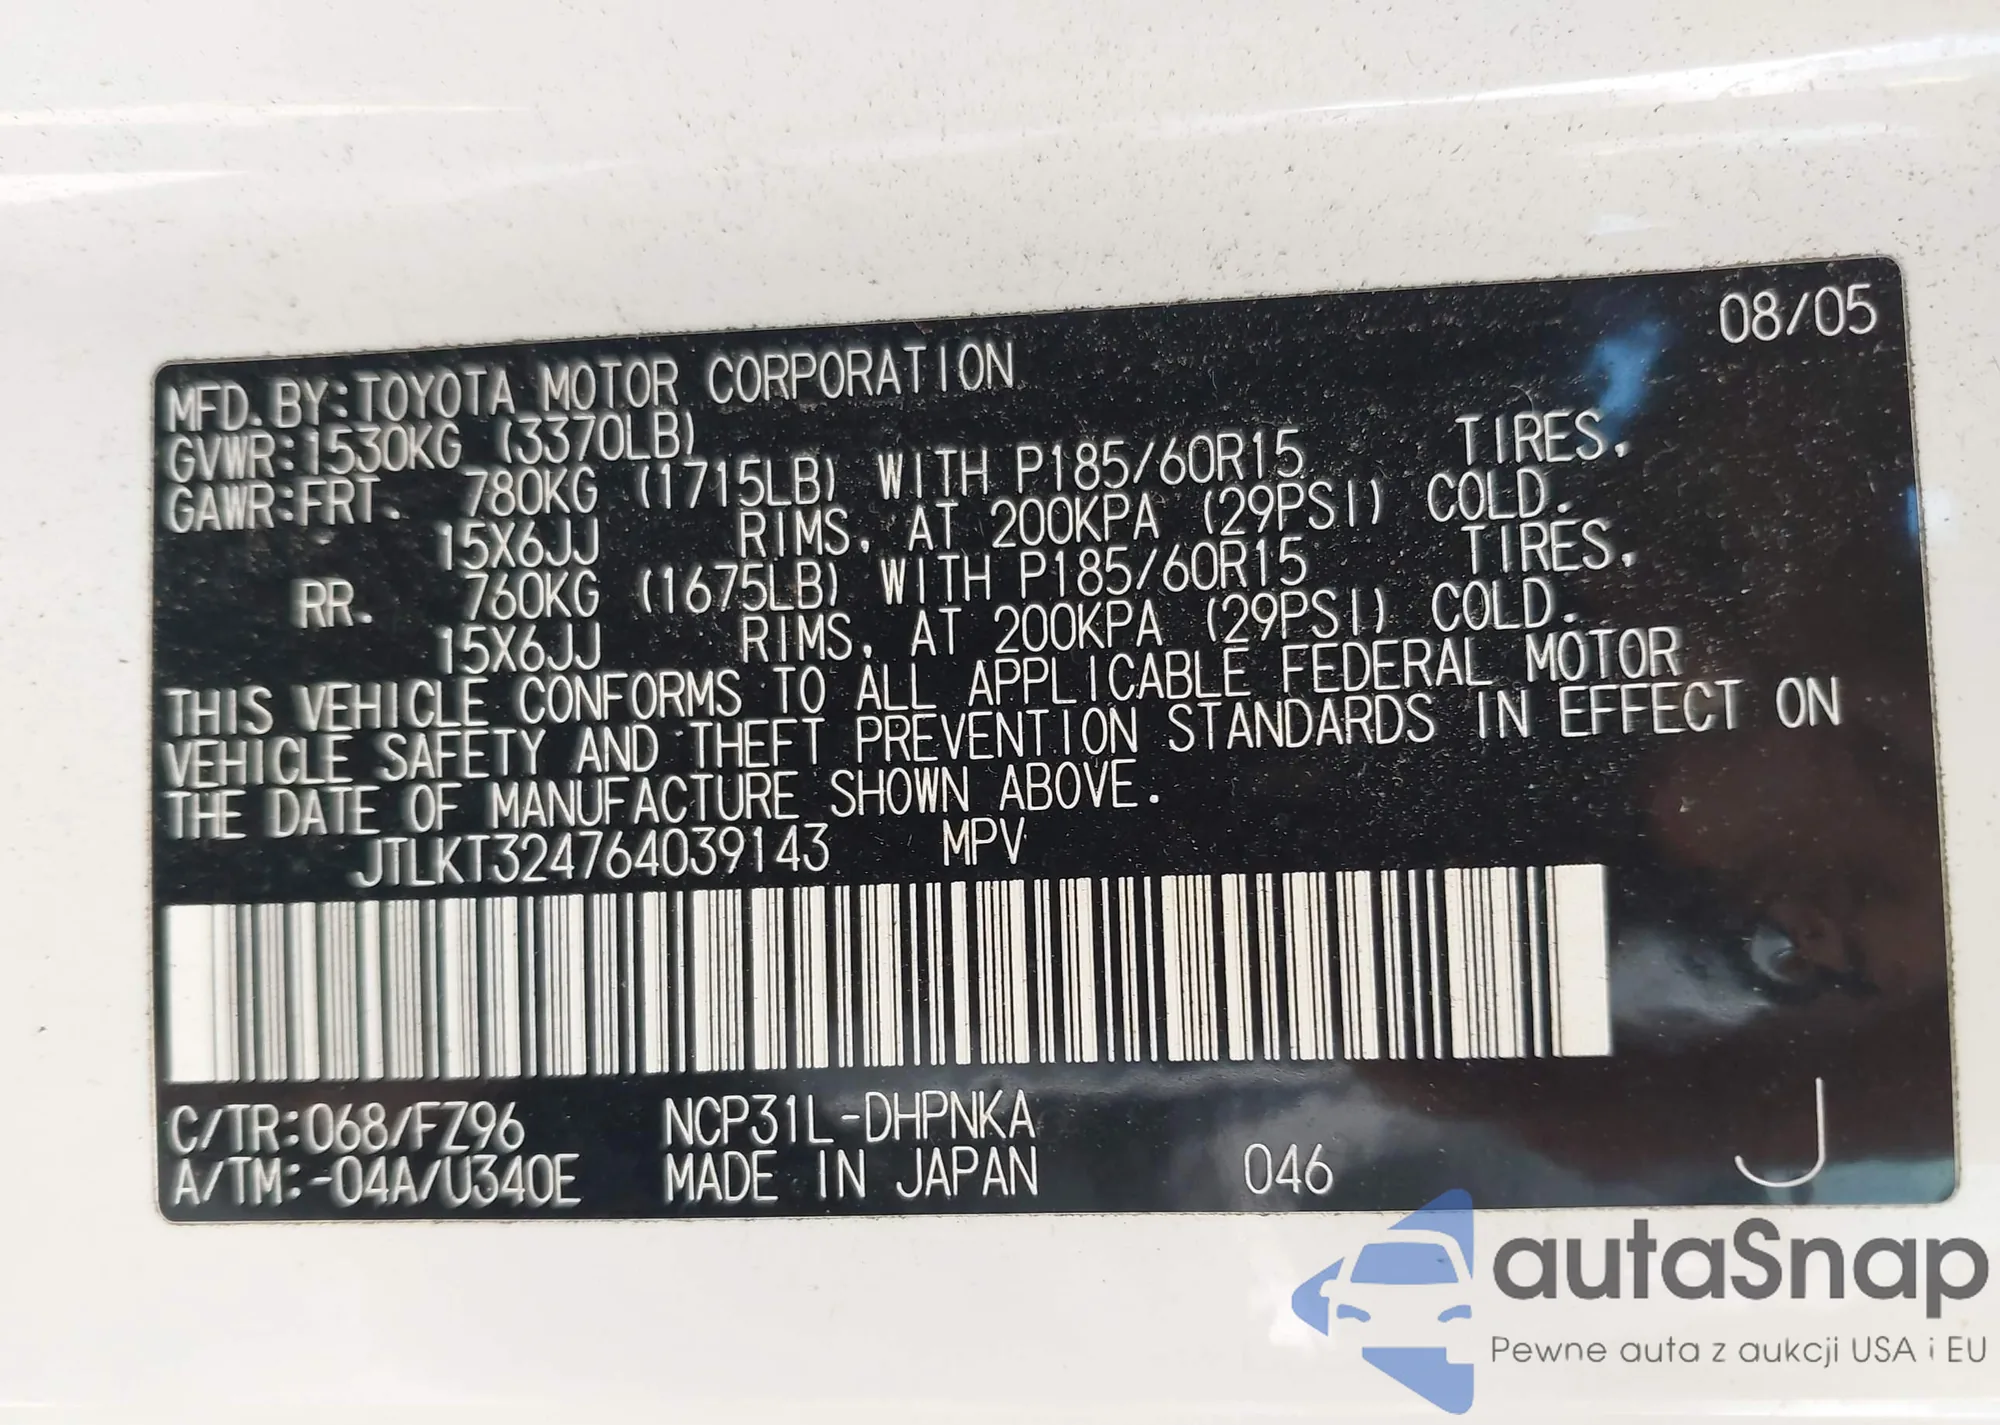 08/05
MFD. BY:TOYOTA MOTOR CORPORATION
GVWR:1530KG (3370LB)
GAWR:FRT. 780KG (1715LB) WITH P185/60R15 TIRES,
15X6JJ RIMS, AT 200KPA (29PSI) COLD.
RR. 760KG (1675LB) WITH P185/60R15 TIRES,
15X6JJ RIMS, AT 200KPA (29PSI) COLD.
THIS VEHICLE CONFORMS TO ALL APPLICABLE FEDERAL MOTOR
VEHICLE SAFETY AND THEFT PREVENTION STANDARDS IN EFFECT ON
THE DATE OF MANUFACTURE SHOWN ABOVE.
JTLKT324764039143 MPV
C/TR:068/FZ96 NCP31L-DHPNKA
A/TM:-04A/U340E MADE IN JAPAN 046 J
autaSnap
Pewne auta z aukcji USA i EU